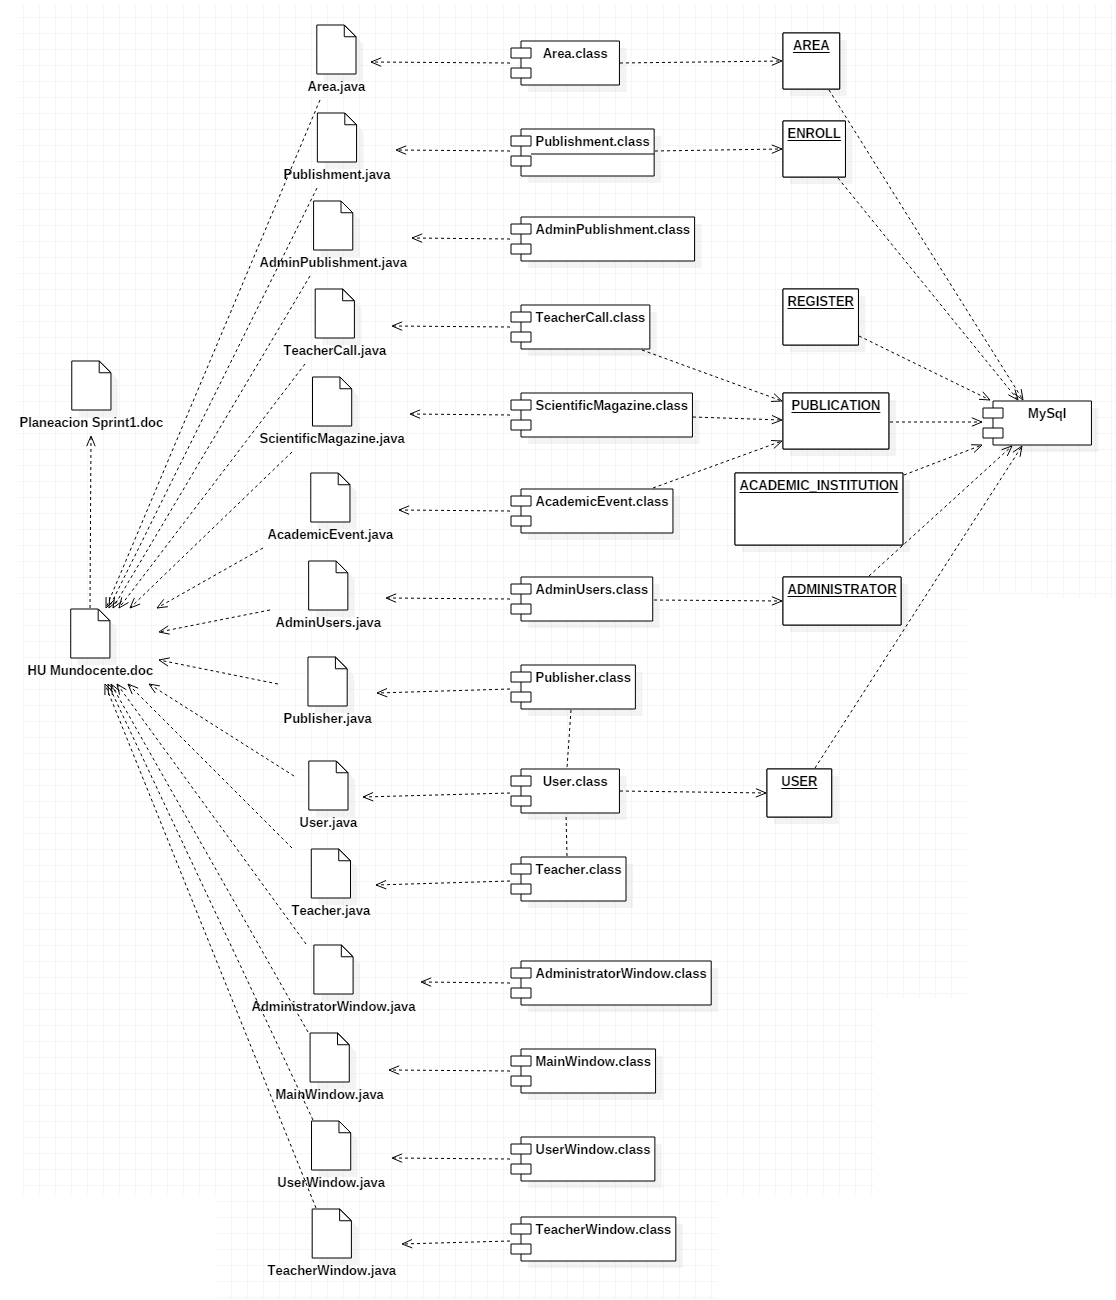 Area.class
AREA
Area.java
Publishment.class
ENROLL
Publishment.java
AdminPublishment.class
AdminPublishment.java
REGISTER
TeacherCall.class
TeacherCall.java
ScientificMagazine.class
PUBLICATION
MySql
Planeacion Sprint1.doc
ScientificMagazine.java
ACADEMIC_INSTITUTION
AcademicEvent.class
AcademicEvent.java
AdminUsers.class
ADMINISTRATOR
AdminUsers.java
HU Mundocente.doc
Publisher.class
Publisher.java
User.class
USER
User.java
Teacher.class
Teacher.java
AdministratorWindow.class
AdministratorWindow.java
MainWindow.class
MainWindow.java
UserWindow.class
UserWindow.java
TeacherWindow.class
TeacherWindow.java